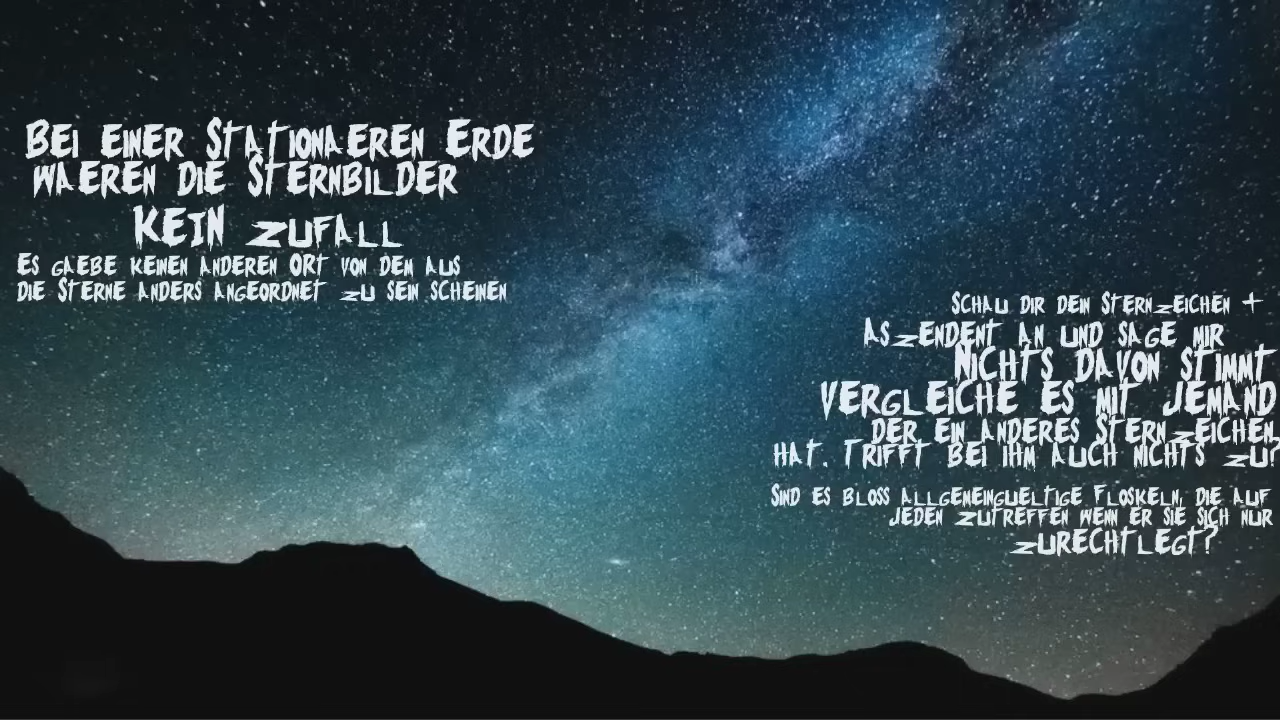 Bei einer Stationaeren Erde
waeren die Sternbilder
KEIN ZUFALL
Es gaebe keinen anderen Ort von dem aus
die Sterne anders angeordnet zu sein scheinen
Schau dir dein Sternzeichen +
Aszendent an und sage mir
Nichts davon stimmt
Vergleiche es mit jemand
der ein anderes Sternzeichen
hat. Trifft bei ihm auch nichts zu?
Sind es bloss allgemeingueltige Floskeln, die auf
jeden zutreffen wenn er sie sich nur
zurechtlegt?